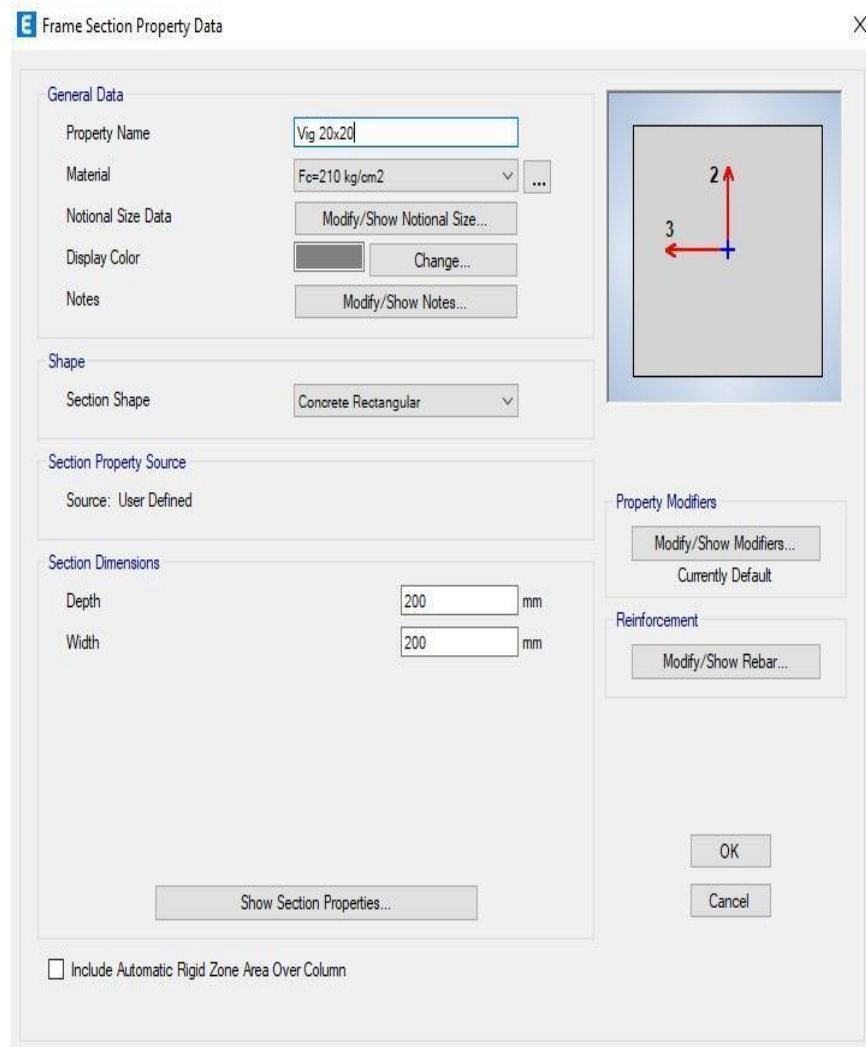 E Frame Section Property Data X
General Data
Property Name Vig 20x20
Material Fc=210 kg/cm2 ...
Notional Size Data Modify/Show Notional Size...
Display Color Change...
Notes Modify/Show Notes...
2
3
Shape
Section Shape Concrete Rectangular
Section Property Source
Source: User Defined
Property Modifiers
Modify/Show Modifiers...
Currently Default
Section Dimensions
Depth 200 mm
Width 200 mm
Reinforcement
Modify/Show Rebar...
OK
Cancel
Show Section Properties...
Include Automatic Rigid Zone Area Over Column